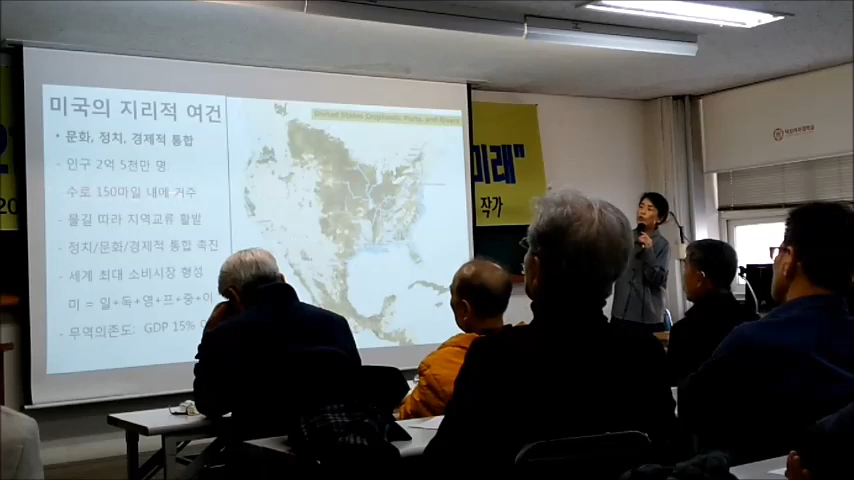 미국의 지리적 여건
• 문화, 정치, 경제적 통합
- 인구 2억 5천만 명
수로 150마일 내에 거주
- 물길 따라 지역교류 활발
- 정치/문화/경제적 통합 촉진
- 세계 최대 소비시장 형성
미 = 일+독+영+프+중+이
- 무역의존도: GDP 15%
United States Croplands, Ports, and Rivers
미래"
작가
20